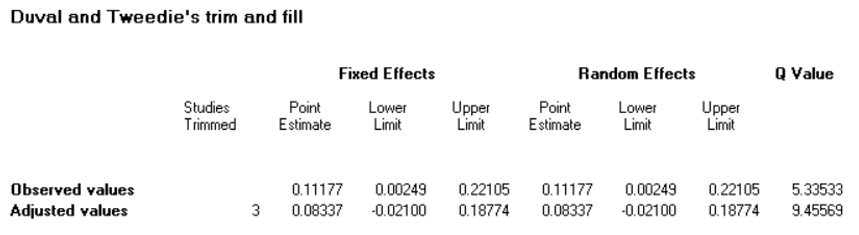 Duval and Tweedie's trim and fill
Fixed Effects Random Effects Q Value
Studies Point Lower Upper Point Lower Upper
Trimmed Estimate Limit Limit Estimate Limit Limit
Observed values 0.11177 0.00249 0.22105 0.11177 0.00249 0.22105 5.33533
Adjusted values 3 0.08337 -0.02100 0.18774 0.08337 -0.02100 0.18774 9.45569